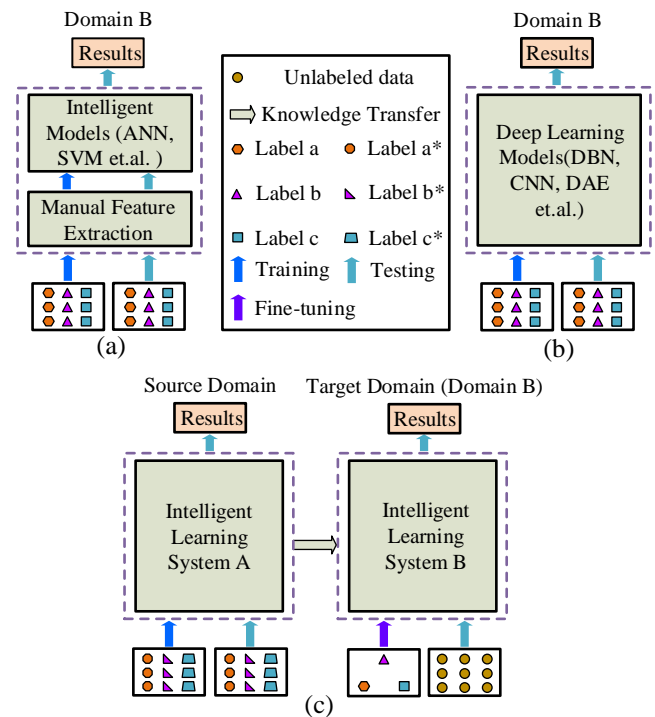 Domain B
Results
Intelligent
Models (ANN,
SVM et.al. )
Manual Feature
Extraction
(a)
Unlabeled data
Knowledge Transfer
Label a
Label a*
Label b
Label b*
Label c
Label c*
Training
Testing
Fine-tuning
Domain B
Results
Deep Learning
Models(DBN,
CNN, DAE
et.al.)
(b)
Source Domain
Results
Intelligent
Learning
System A
Target Domain (Domain B)
Results
Intelligent
Learning
System B
(c)